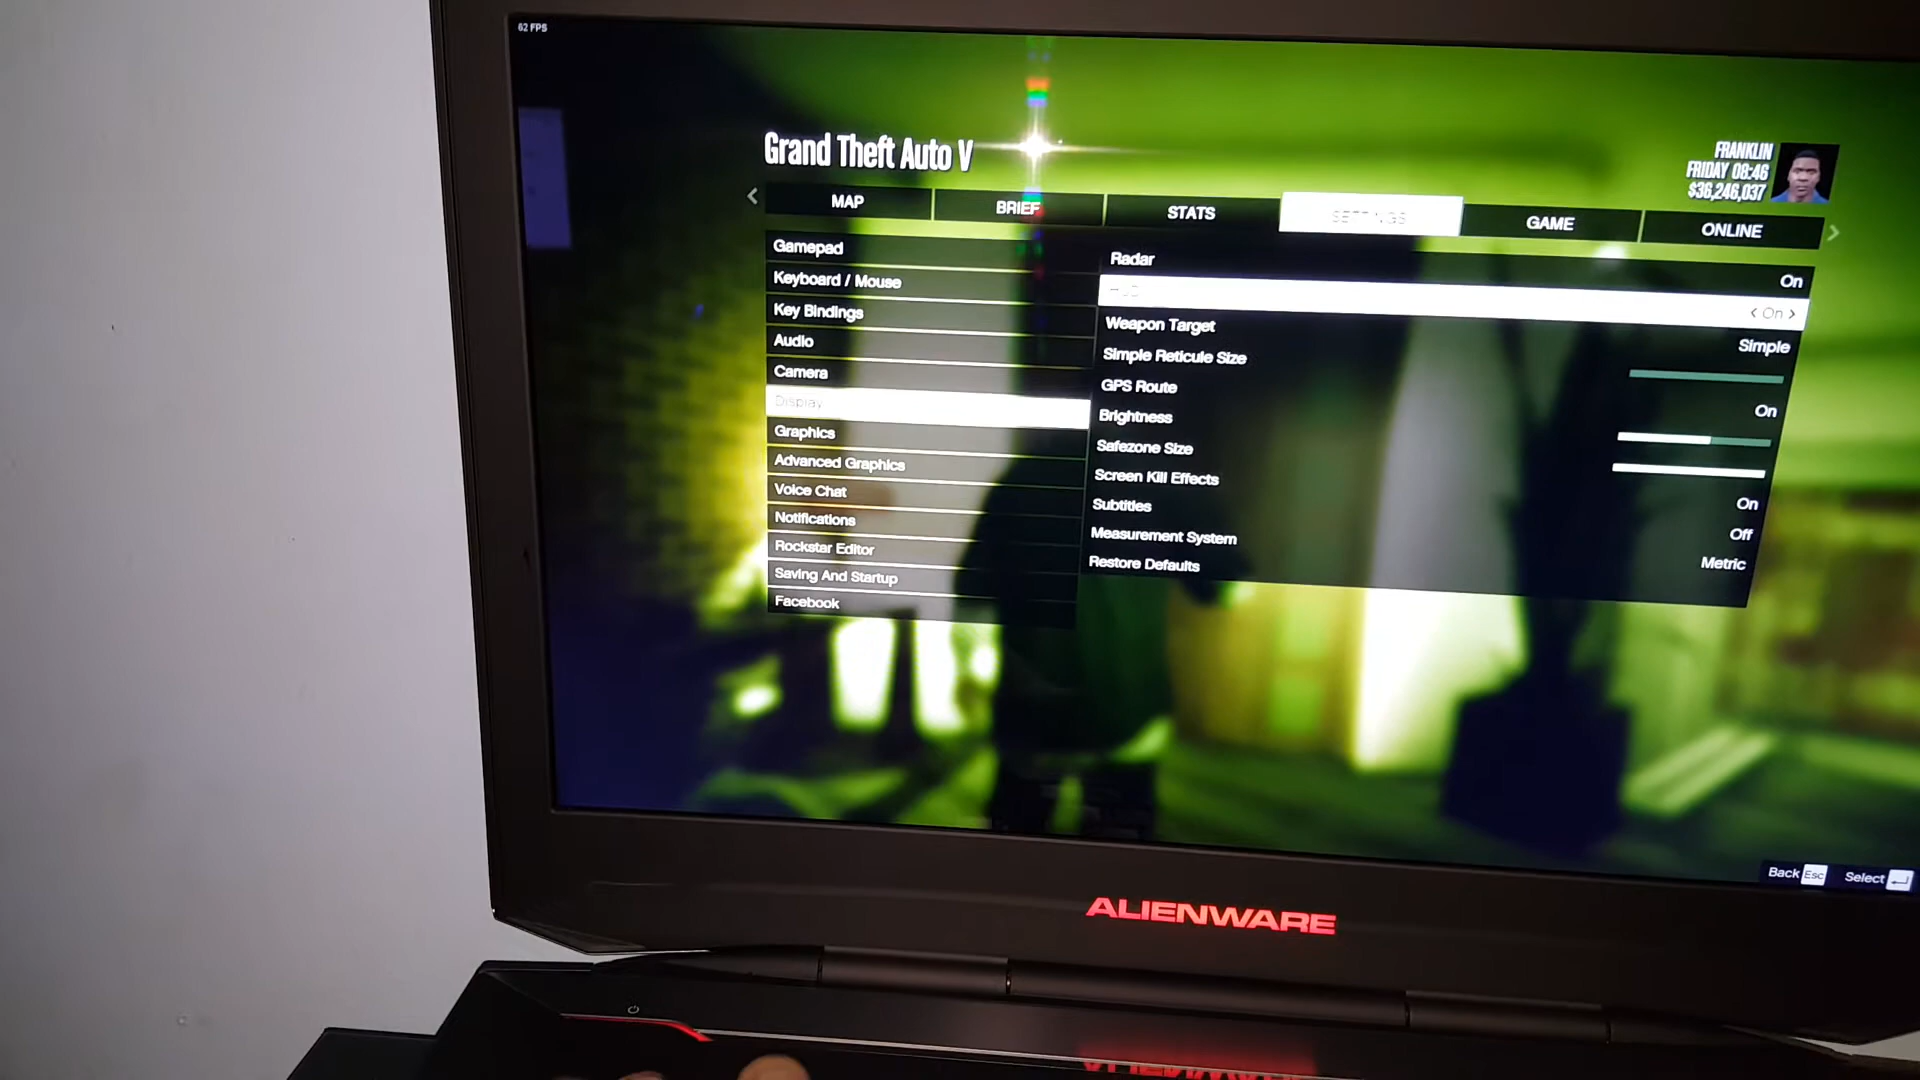 62 FPS
Grand Theft Auto V
FRANKLIN
FRIDAY 08:46
$36,246,037
MAP
BRIEF
STATS
SETTINGS
GAME
ONLINE
Gamepad
Keyboard / Mouse
Key Bindings
Audio
Camera
Display
Graphics
Advanced Graphics
Voice Chat
Notifications
Rockstar Editor
Saving And Startup
Facebook
Radar On
HUD < On >
Weapon Target Simple
Simple Reticule Size
GPS Route On
Brightness
Safezone Size
Screen Kill Effects On
Subtitles Off
Measurement System Metric
Restore Defaults
Back Esc Select
ALIENWARE